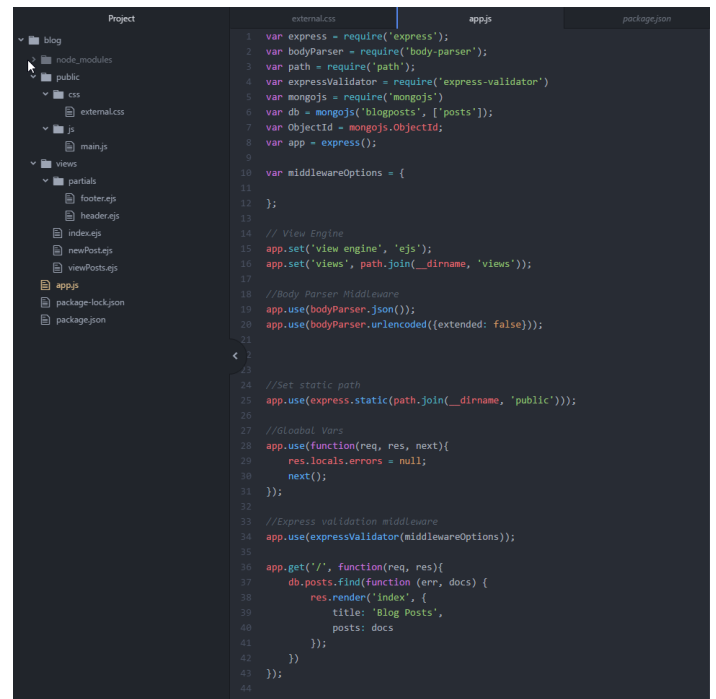 Project
blog
node_modules
public
css
external.css
js
main.js
views
partials
footer.ejs
header.ejs
index.ejs
newPost.ejs
viewPosts.ejs
app.js
package-lock.json
package.json
external.css
app.js
package.json
1 var express = require('express');
2 var bodyParser = require('body-parser');
3 var path = require('path');
4 var expressValidator = require('express-validator')
5 var mongojs = require('mongojs')
6 var db = mongojs('blogposts', ['posts']);
7 var ObjectId = mongojs.ObjectId;
8 var app = express();
9
10 var middlewareOptions = {
11
12 };
13
14 // View Engine
15 app.set('view engine', 'ejs');
16 app.set('views', path.join(__dirname, 'views'));
17
18 //Body Parser Middleware
19 app.use(bodyParser.json());
20 app.use(bodyParser.urlencoded({extended: false}));
21
2
23
24 //Set static path
25 app.use(express.static(path.join(__dirname, 'public')));
26
27 //Gloabal Vars
28 app.use(function(req, res, next){
29 res.locals.errors = null;
30 next();
31 });
32
33 //Express validation middleware
34 app.use(expressValidator(middlewareOptions));
35
36 app.get('/', function(req, res){
37 db.posts.find(function (err, docs) {
38 res.render('index', {
39 title: 'Blog Posts',
40 posts: docs
41 });
42 })
43 });
44